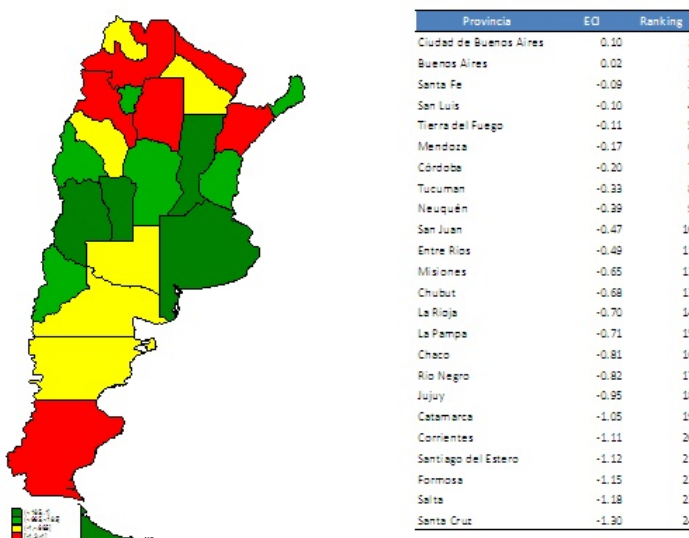 Provincia ECI Ranking
Ciudad de Buenos Aires 0.10
Buenos Aires 0.02
Santa Fe -0.09
San Luis -0.10
Tierra del Fuego -0.11
Mendoza -0.17
Córdoba -0.20
Tucuman -0.33
Neuquén -0.39
San Juan -0.47
Entre Rios -0.49
Misiones -0.65
Chubut -0.68
La Rioja -0.70
La Pampa -0.71
Chaco -0.81
Rio Negro -0.82
Jujuy -0.95
Catamarca -1.05
Corrientes -1.11
Santiago del Estero -1.12
Formosa -1.15
Salta -1.18
Santa Cruz -1.30